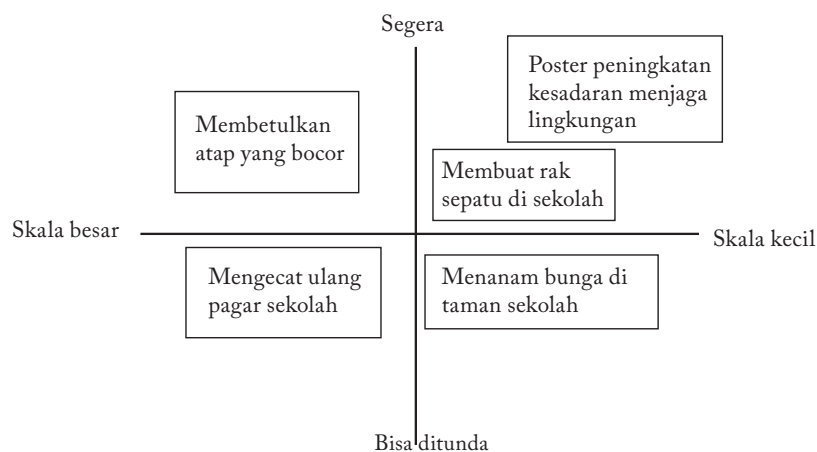 Segera
Poster peningkatan
kesadaran menjaga
lingkungan
Membetulkan
atap yang bocor
Membuat rak
sepatu di sekolah
Skala besar
Skala kecil
Mengecat ulang
pagar sekolah
Menanam bunga di
taman sekolah
Bisa ditunda